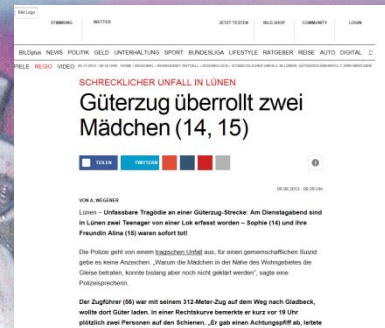 Bild Logo
STIMMUNG WETTER JETZT TESTEN BILD-SHOP COMMUNITY LOGIN
BILDplus NEWS POLITIK GELD UNTERHALTUNG SPORT BUNDESLIGA LIFESTYLE RATGEBER REISE AUTO DIGITAL
PIELE REGIO VIDEO
SCHRECKLICHER UNFALL IN LÜNEN
Güterzug überrollt zwei
Mädchen (14, 15)
TEILEN TWITTERN 0
VON A. WEGENER
Lünen – Unfassbare Tragödie an einer Güterzug-Strecke: Am Dienstagabend sind
in Lünen zwei Teenager von einer Lok erfasst worden – Sophie (14) und ihre
Freundin Alina (15) waren sofort tot!
Die Polizei geht von einem tragischen Unfall aus, für einen gemeinschaftlichen Suizid
gebe es keine Anzeichen. „Warum die Mädchen in der Nähe des Wohngebietes die
Gleise betraten, konnte bislang aber noch nicht geklärt werden“, sagte eine
Polizeisprecherin.
Der Zugführer (56) war mit seinem 312-Meter-Zug auf dem Weg nach Gladbeck,
wollte dort Güter laden. In einer Rechtskurve bemerkte er kurz vor 19 Uhr
plötzlich zwei Personen auf den Schienen. „Er gab einen Achtungspfiff ab, leitete